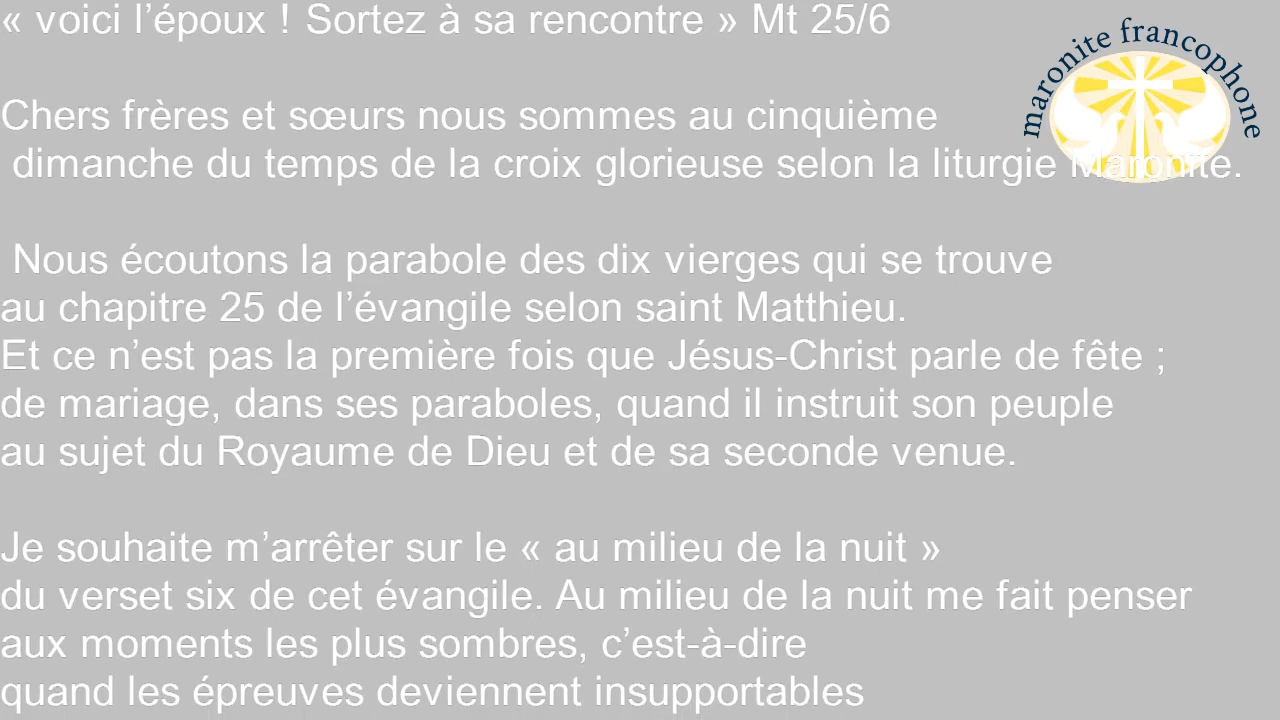 « voici l’époux ! Sortez à sa rencontre » Mt 25/6
maronite francophone
Chers frères et sœurs nous sommes au cinquième
dimanche du temps de la croix glorieuse selon la liturgie Maronite.
Nous écoutons la parabole des dix vierges qui se trouve
au chapitre 25 de l’évangile selon saint Matthieu.
Et ce n’est pas la première fois que Jésus-Christ parle de fête ;
de mariage, dans ses paraboles, quand il instruit son peuple
au sujet du Royaume de Dieu et de sa seconde venue.
Je souhaite m’arrêter sur le « au milieu de la nuit »
du verset six de cet évangile. Au milieu de la nuit me fait penser
aux moments les plus sombres, c’est-à-dire
quand les épreuves deviennent insupportables